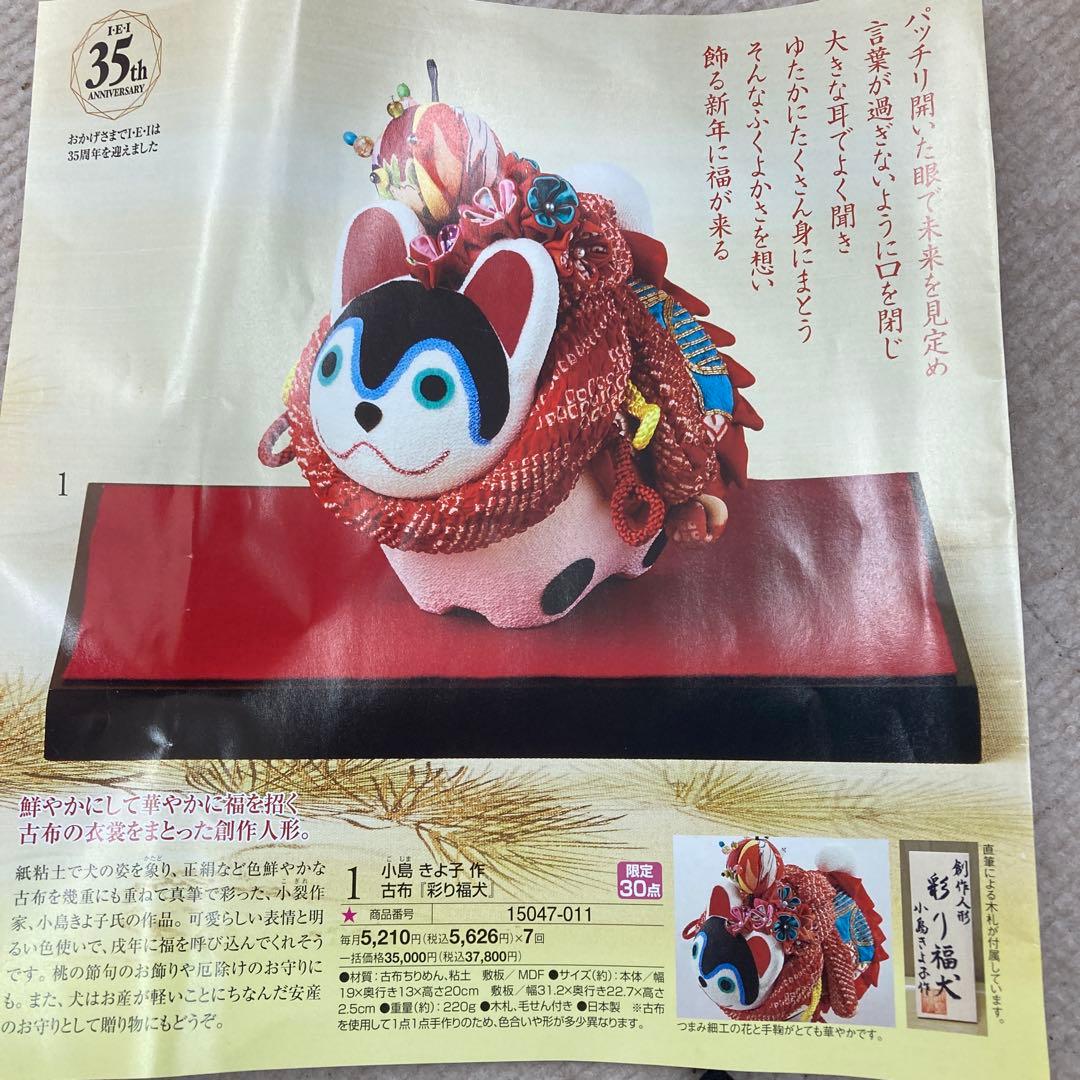 I・E・I
35th
ANNIVERSARY
おかげさまでI・E・Iは
35周年を迎えました
パッチリ開いた眼で未来を見定め
言葉が過ぎないように口を閉じ
大きな耳でよく聞き
ゆたかにたくさん身にまとう
そんなふくよかさを想い
飾る新年に福が来る
1
鮮やかにして華やかに福を招く
古布の衣裳をまとった創作人形。
紙粘土で犬の姿を象り、正絹など色鮮やかな
古布を幾重にも重ねて真筆で彩った、小裂作
家、小島きよ子氏の作品。可愛らしい表情と明
るい色使いで、戌年に福を呼び込んでくれそう
です。桃の節句のお飾りや厄除けのお守りに
も。また、犬はお産が軽いことにちなんだ安産
のお守りとして贈り物にもどうぞ。
1 小島 きよ子 作
古布『彩り福犬』
限定
30点
★ 商品番号 15047-011
毎月5,210円(税込5,626円)×7回
一括価格35,000円(税込37,800円)
●材質：古布ちりめん、粘土 敷板／MDF ●サイズ(約)：本体／幅
19×奥行き13×高さ20cm 敷板／幅31.2×奥行き22.7×高さ
2.5cm ●重量(約)：220g ●木札、毛せん付き ●日本製 ※古布
を使用して1点1点手作りのため、色合いや形が多少異なります。
つまみ細工の花と手鞠がとても華やかです。
創作人形
彩り福犬
小島きよ子作
直筆による木札が付属しています。